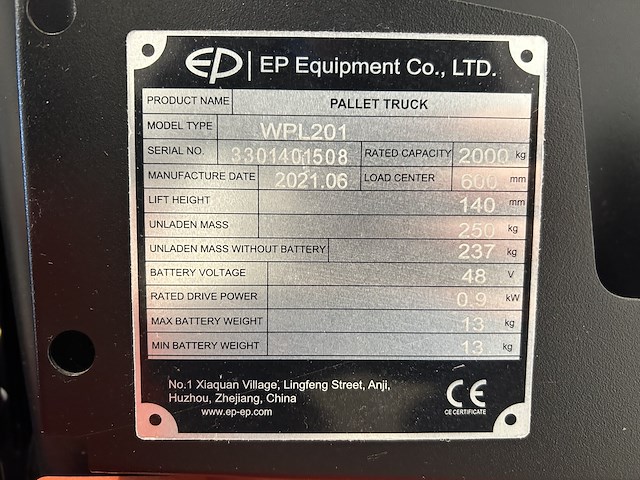 EP | EP Equipment Co., LTD.
PRODUCT NAME PALLET TRUCK
MODEL TYPE WPL201
SERIAL NO. 3301401508 RATED CAPACITY 2000 kg
MANUFACTURE DATE 2021.06 LOAD CENTER 600 mm
LIFT HEIGHT 140 mm
UNLADEN MASS 250 kg
UNLADEN MASS WITHOUT BATTERY 237 kg
BATTERY VOLTAGE 48 V
RATED DRIVE POWER 0.9 kW
MAX BATTERY WEIGHT 13 kg
MIN BATTERY WEIGHT 13 kg
No.1 Xiaquan Village, Lingfeng Street, Anji,
Huzhou, Zhejiang, China
www.ep-ep.com
CE
CE CERTIFICATE